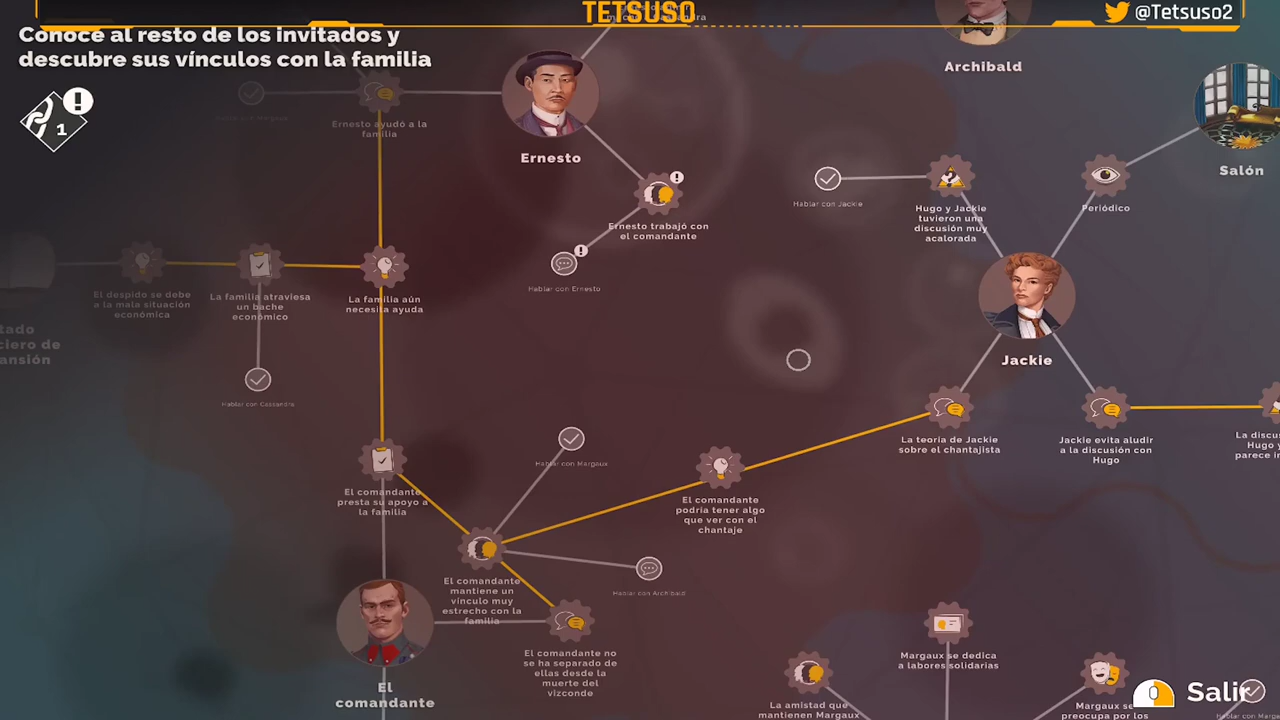 TETSUSO
@Tetsuso2
Conoce al resto de los invitados y
descubre sus vínculos con la familia
1
Archibald
Ernesto ayudó a la
familia
Ernesto
Salón
Hablar con Jackie
Hugo y Jackie
tuvieron una
discusión muy
acalorada
Periódico
Ernesto trabajó con
el comandante
Hablar con Ernesto
El despido se debe
a la mala situación
económica
La familia atraviesa
un bache
económico
La familia aún
necesita ayuda
Jackie
Hablar con Cassandra
La teoría de Jackie
sobre el chantajista
Jackie evita aludir
a la discusión con
Hugo
Hablar con Margaux
El comandante
presta su apoyo a
la familia
El comandante
podría tener algo
que ver con el
chantaje
El comandante
mantiene un
vínculo muy
estrecho con la
familia
Hablar con Archibald
El comandante no
se ha separado de
ellas desde la
muerte del
vizconde
El
comandante
Margaux se dedica
a labores solidarias
La amistad que
mantienen Margaux
Margaux se
preocupa por los
Salir